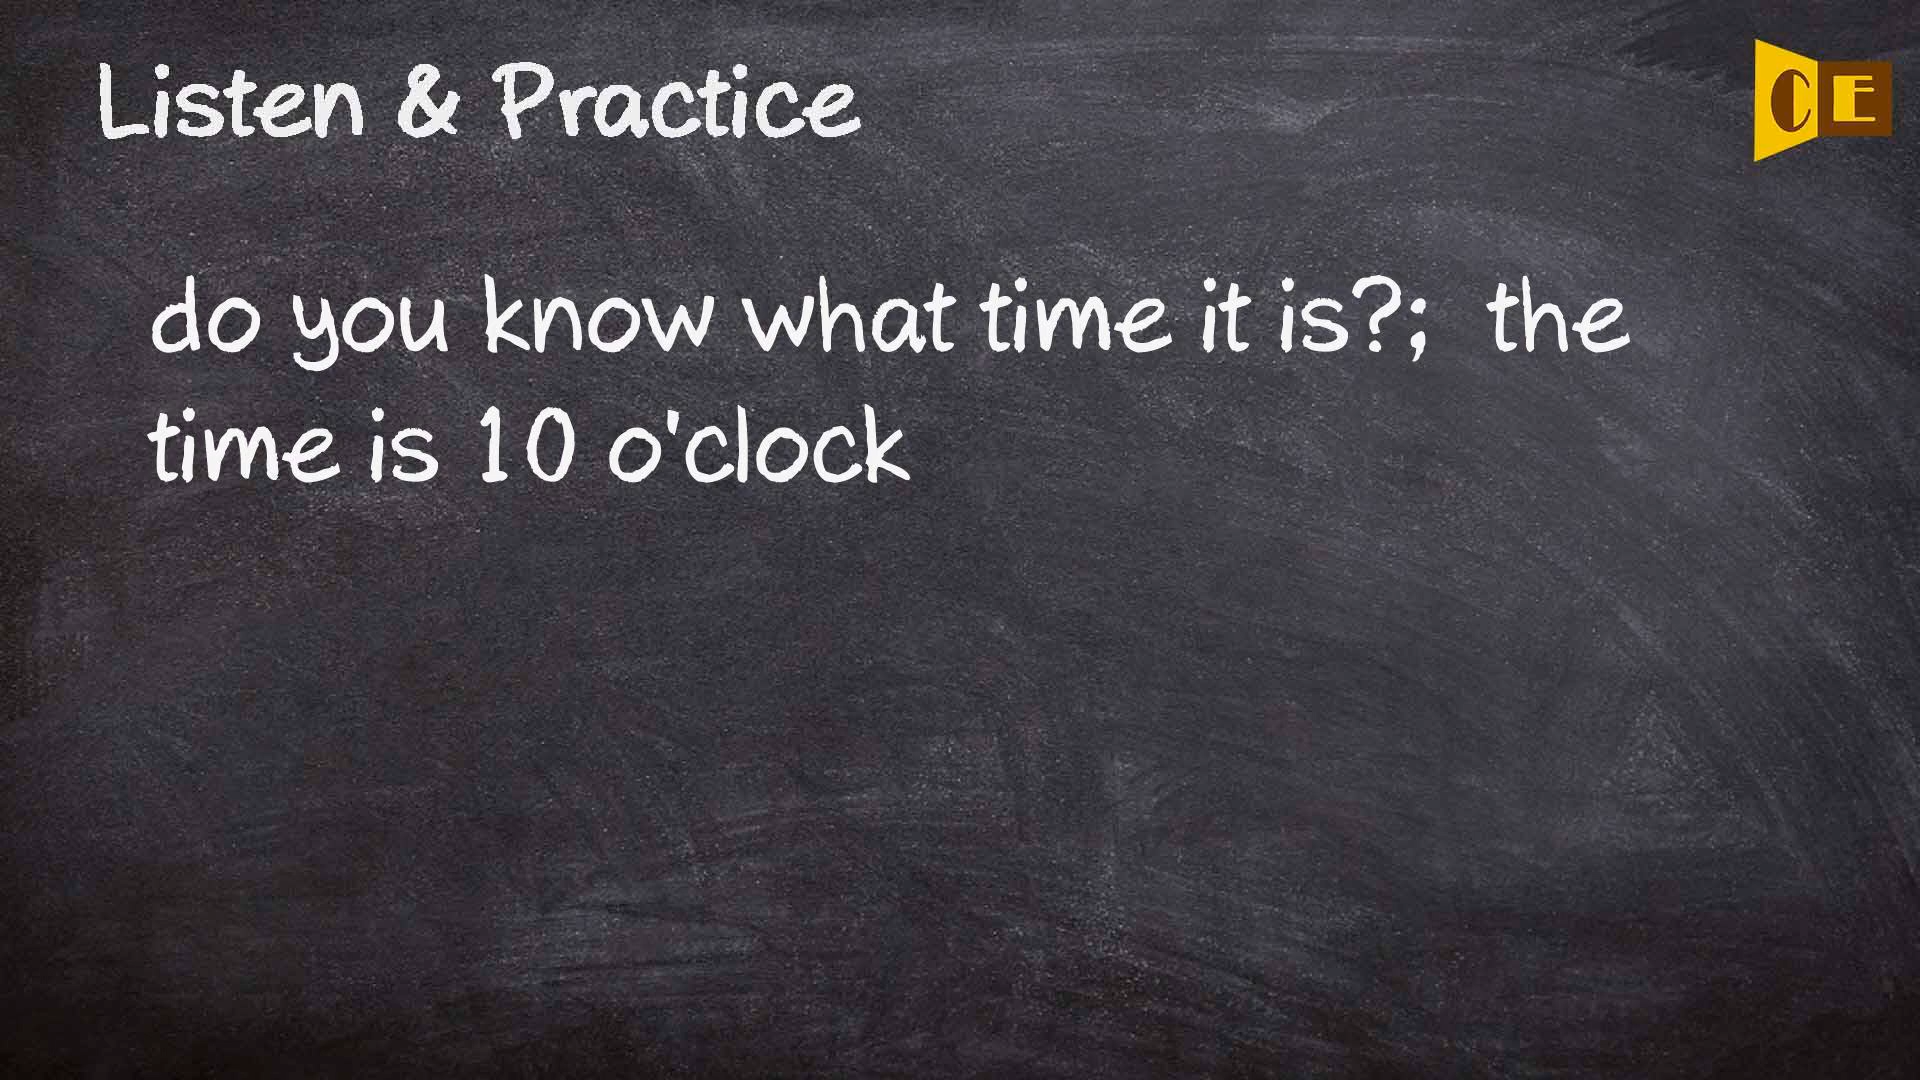 Listen & Practice
CE
do you know what time it is?;  the
time is 10 o'clock